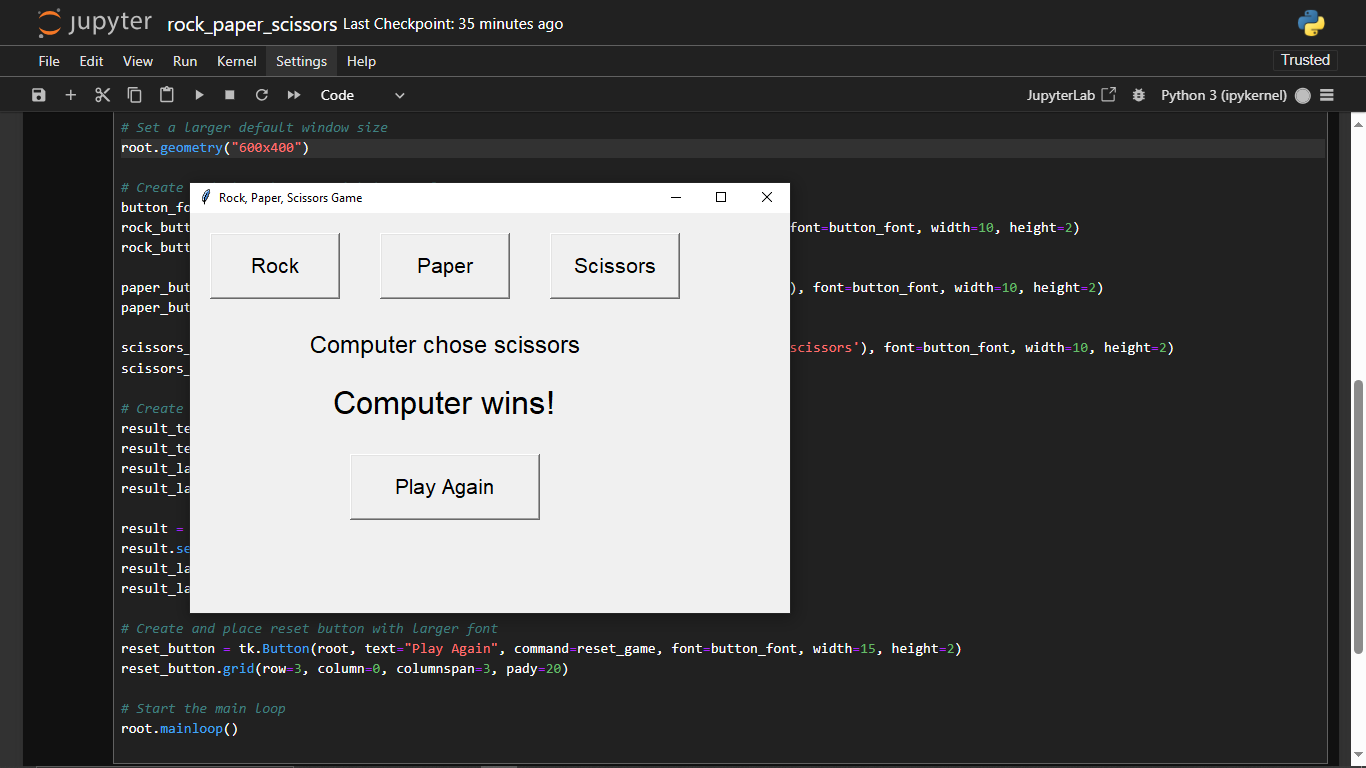 jupyter rock_paper_scissors Last Checkpoint: 35 minutes ago
File Edit View Run Kernel Settings Help Trusted
Code JupyterLab Python 3 (ipykernel)
# Set a larger default window size
root.geometry("600x400")
# Create
Rock, Paper, Scissors Game
button_fo
rock_butt font=button_font, width=10, height=2)
rock_butt
Rock Paper Scissors
paper_but ), font=button_font, width=10, height=2)
paper_but
Computer chose scissors
scissors_ scissors'), font=button_font, width=10, height=2)
scissors_
Computer wins!
# Create
result_te
result_te
result_la
result_la
Play Again
result =
result.se
result_la
result_la
# Create and place reset button with larger font
reset_button = tk.Button(root, text="Play Again", command=reset_game, font=button_font, width=15, height=2)
reset_button.grid(row=3, column=0, columnspan=3, pady=20)
# Start the main loop
root.mainloop()